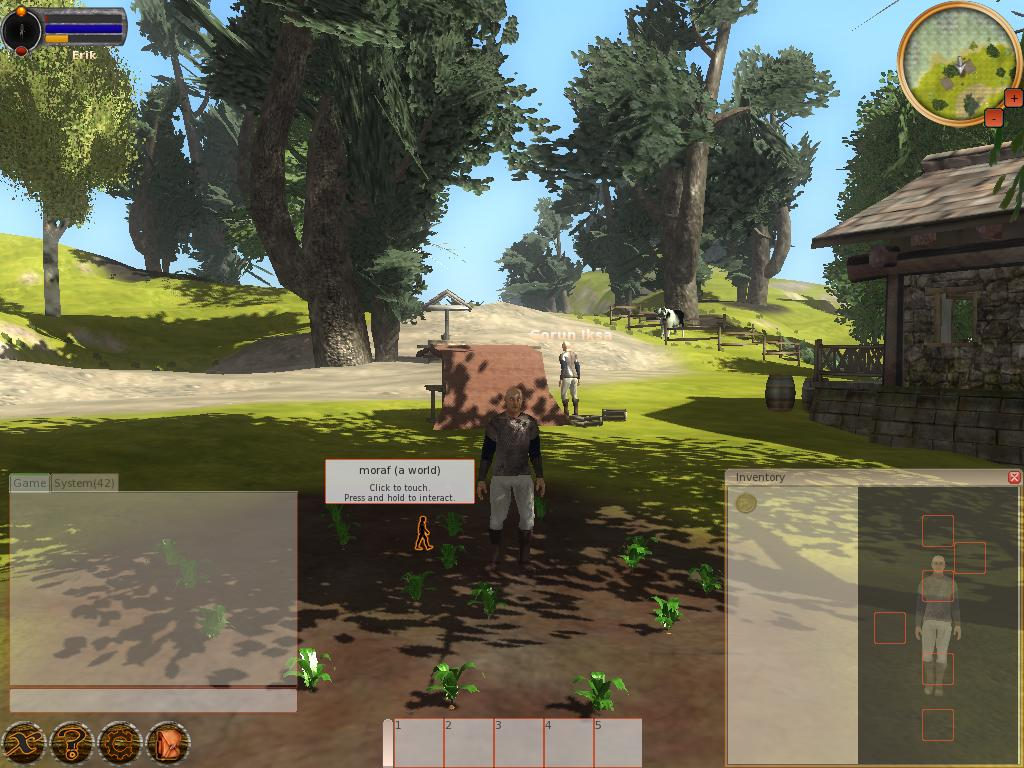 Erik
+
-
Gorun Iksa
moraf (a world)
Click to touch.
Press and hold to interact.
Game
System(42)
Inventory
1
2
3
4
5